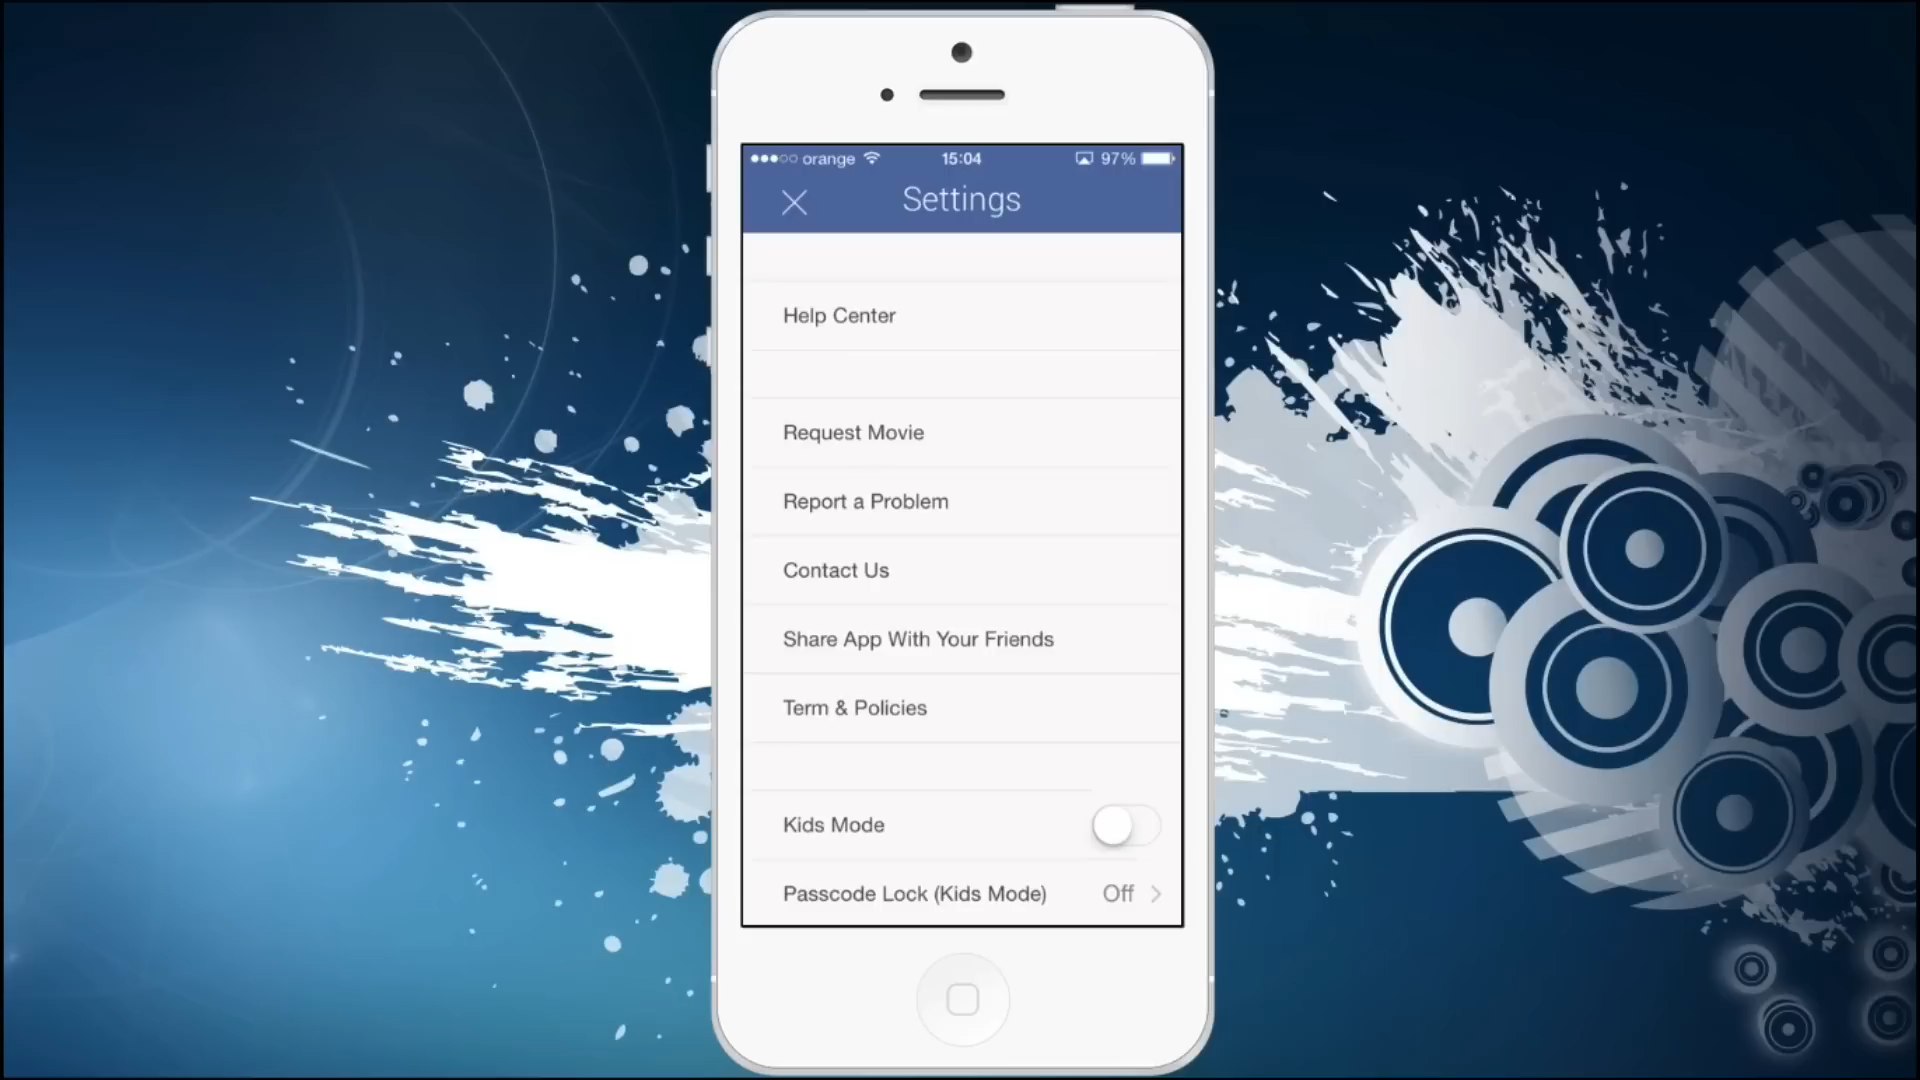 orange 15:04 97%
Settings
Help Center
Request Movie
Report a Problem
Contact Us
Share App With Your Friends
Term & Policies
Kids Mode
Passcode Lock (Kids Mode) Off